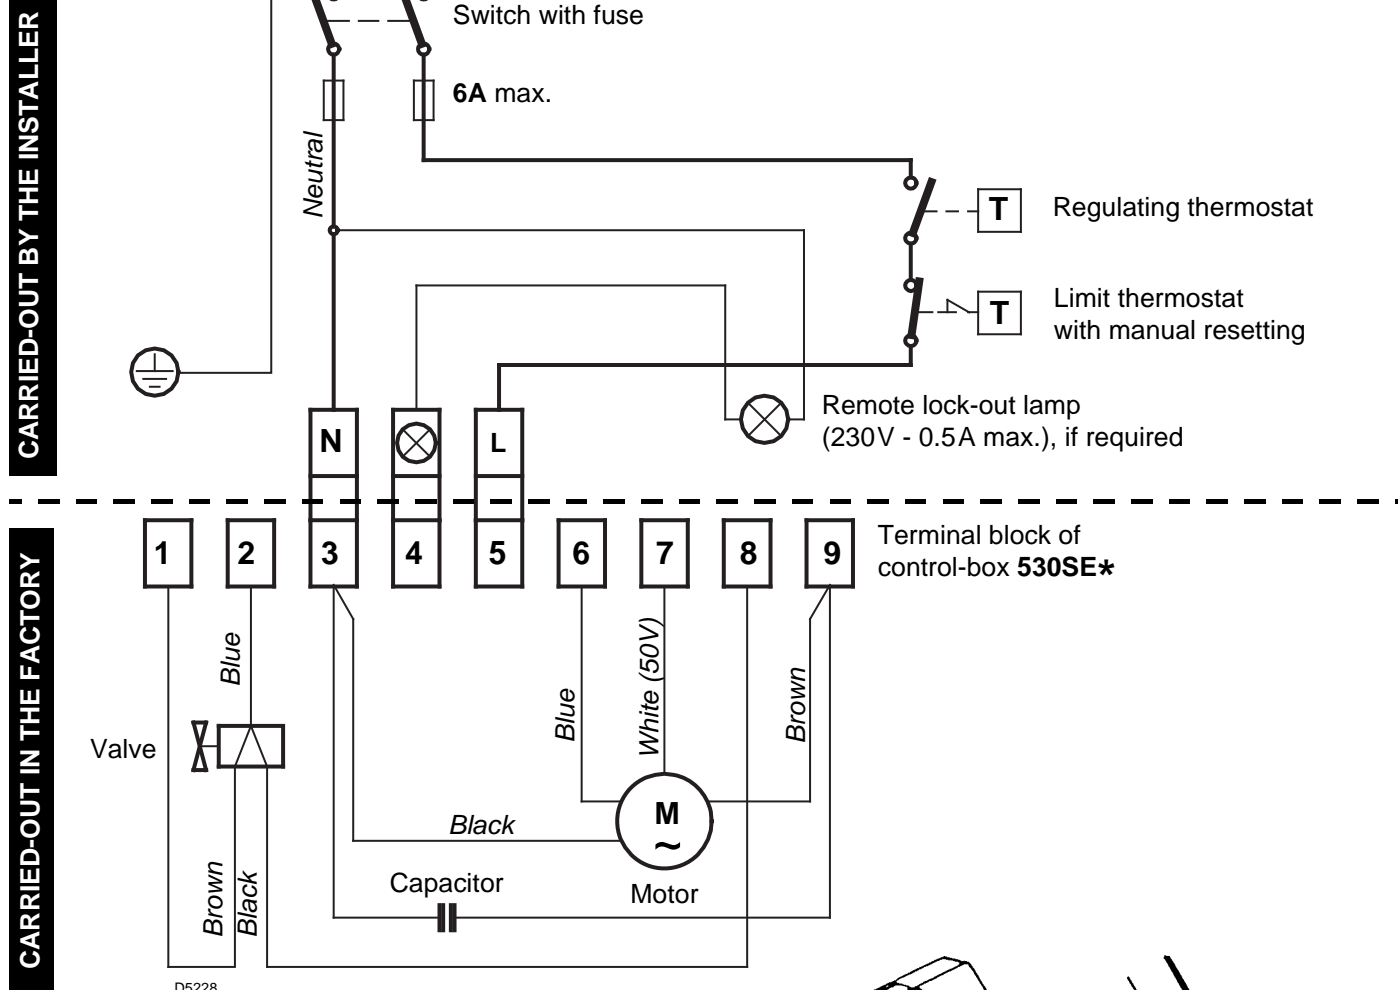 CARRIED-OUT BY THE INSTALLER
Switch with fuse
6A max.
Neutral
T
Regulating thermostat
T
Limit thermostat
with manual resetting
Remote lock-out lamp
(230V - 0.5A max.), if required
N
L
1
2
3
4
5
6
7
8
9
Terminal block of
control-box 530SE*
CARRIED-OUT IN THE FACTORY
Blue
Blue
White (50V)
Brown
Valve
M
~
Black
Motor
Capacitor
Brown
Black
D5228